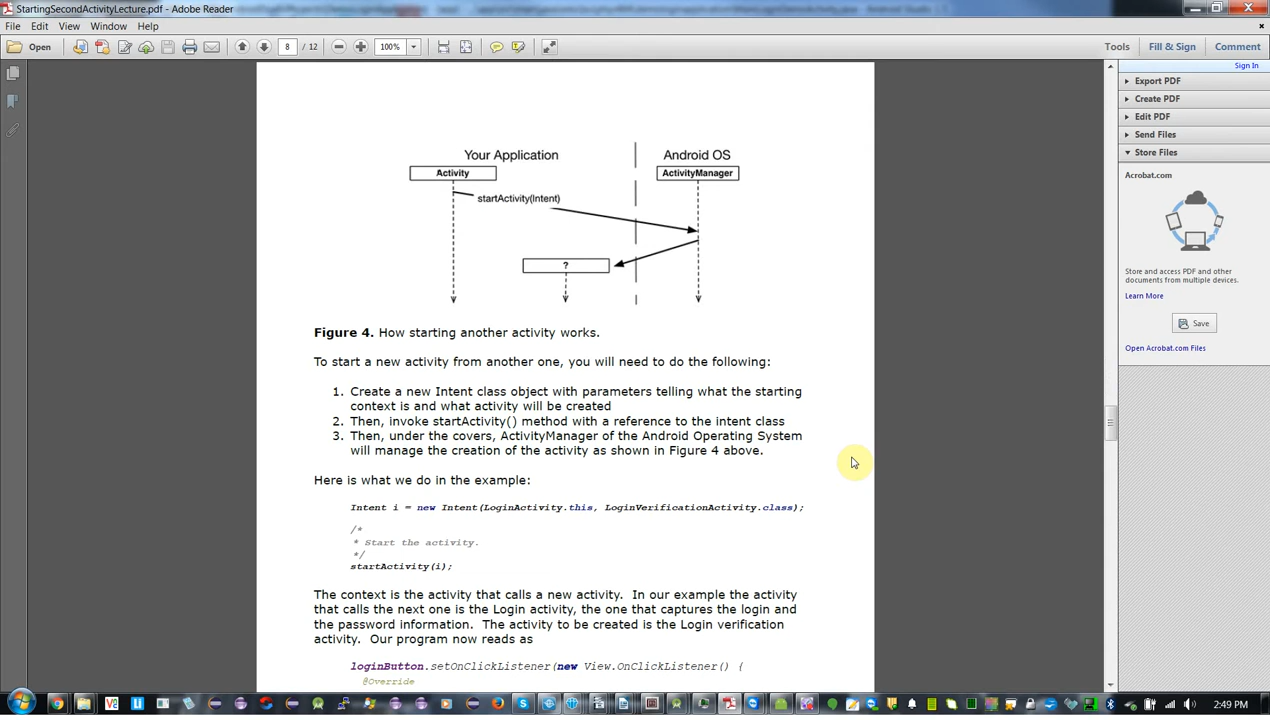 StartingSecondActivityLecture.pdf - Adobe Reader
File Edit View Window Help
Open
8 / 12
100%
Tools Fill & Sign Comment
Sign In
Export PDF
Create PDF
Edit PDF
Send Files
Store Files
Acrobat.com
Store and access PDF and other
documents from multiple devices.
Learn More
Save
Open Acrobat.com Files
Your Application Android OS
Activity ActivityManager
startActivity(Intent)
?
Figure 4. How starting another activity works.
To start a new activity from another one, you will need to do the following:
1. Create a new Intent class object with parameters telling what the starting
context is and what activity will be created
2. Then, invoke startActivity() method with a reference to the intent class
3. Then, under the covers, ActivityManager of the Android Operating System
will manage the creation of the activity as shown in Figure 4 above.
Here is what we do in the example:
Intent i = new Intent(LoginActivity.this, LoginVerificationActivity.class);
/*
* Start the activity.
*/
startActivity(i);
The context is the activity that calls a new activity. In our example the activity
that calls the next one is the Login activity, the one that captures the login and
the password information. The activity to be created is the Login verification
activity. Our program now reads as
loginButton.setOnClickListener(new View.OnClickListener() {
@Override
2:49 PM